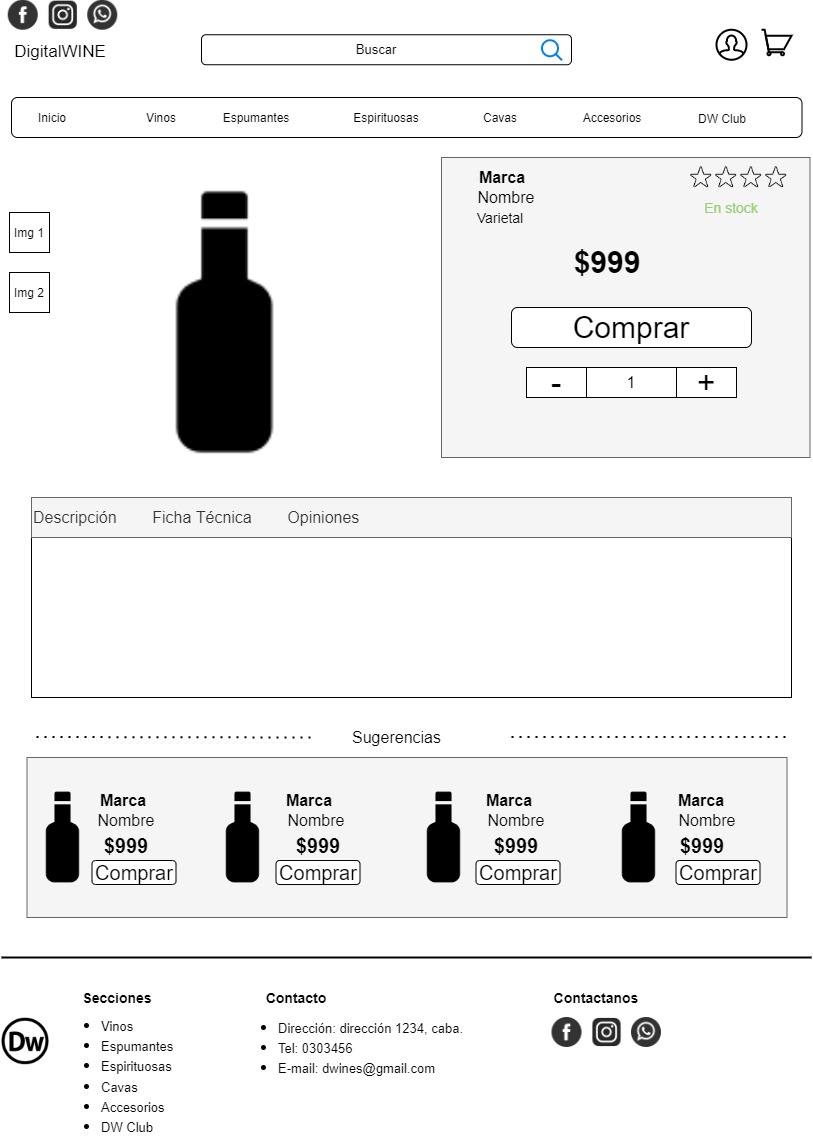 DigitalWINE
Buscar
Inicio Vinos Espumantes Espirituosas Cavas Accesorios DW Club
Marca
Nombre
Varietal
En stock
Img 1
Img 2
$999
Comprar
- 1 +
Descripción Ficha Técnica Opiniones
Sugerencias
Marca Marca Marca Marca
Nombre Nombre Nombre Nombre
$999 $999 $999 $999
Comprar Comprar Comprar Comprar
Dw
Secciones
Vinos
Espumantes
Espirituosas
Cavas
Accesorios
DW Club
Contacto
Dirección: dirección 1234, caba.
Tel: 0303456
E-mail: dwines@gmail.com
Contactanos